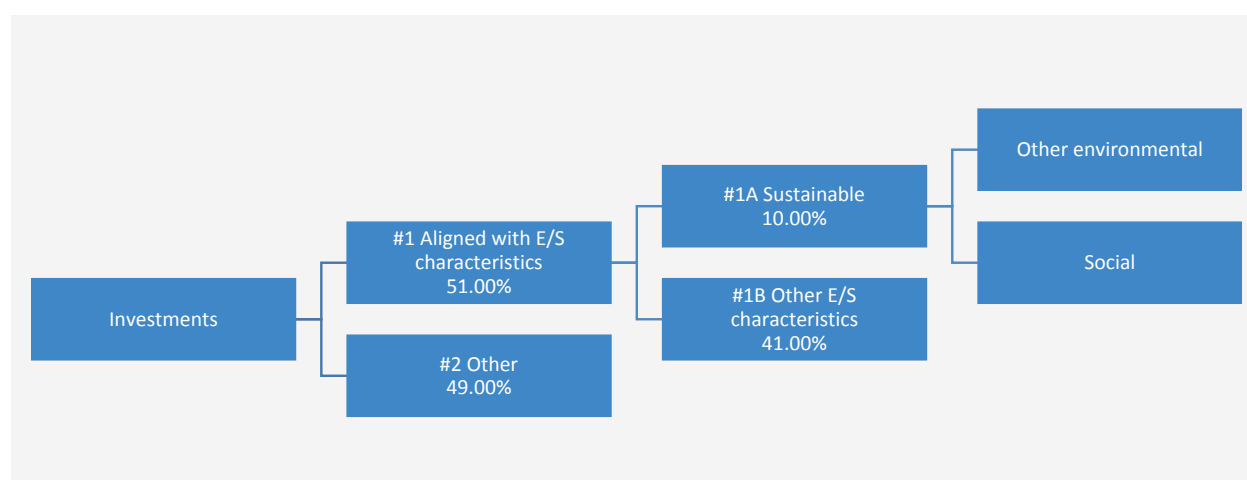 Investments
#1 Aligned with E/S
characteristics
51.00%
#2 Other
49.00%
#1A Sustainable
10.00%
#1B Other E/S
characteristics
41.00%
Other environmental
Social